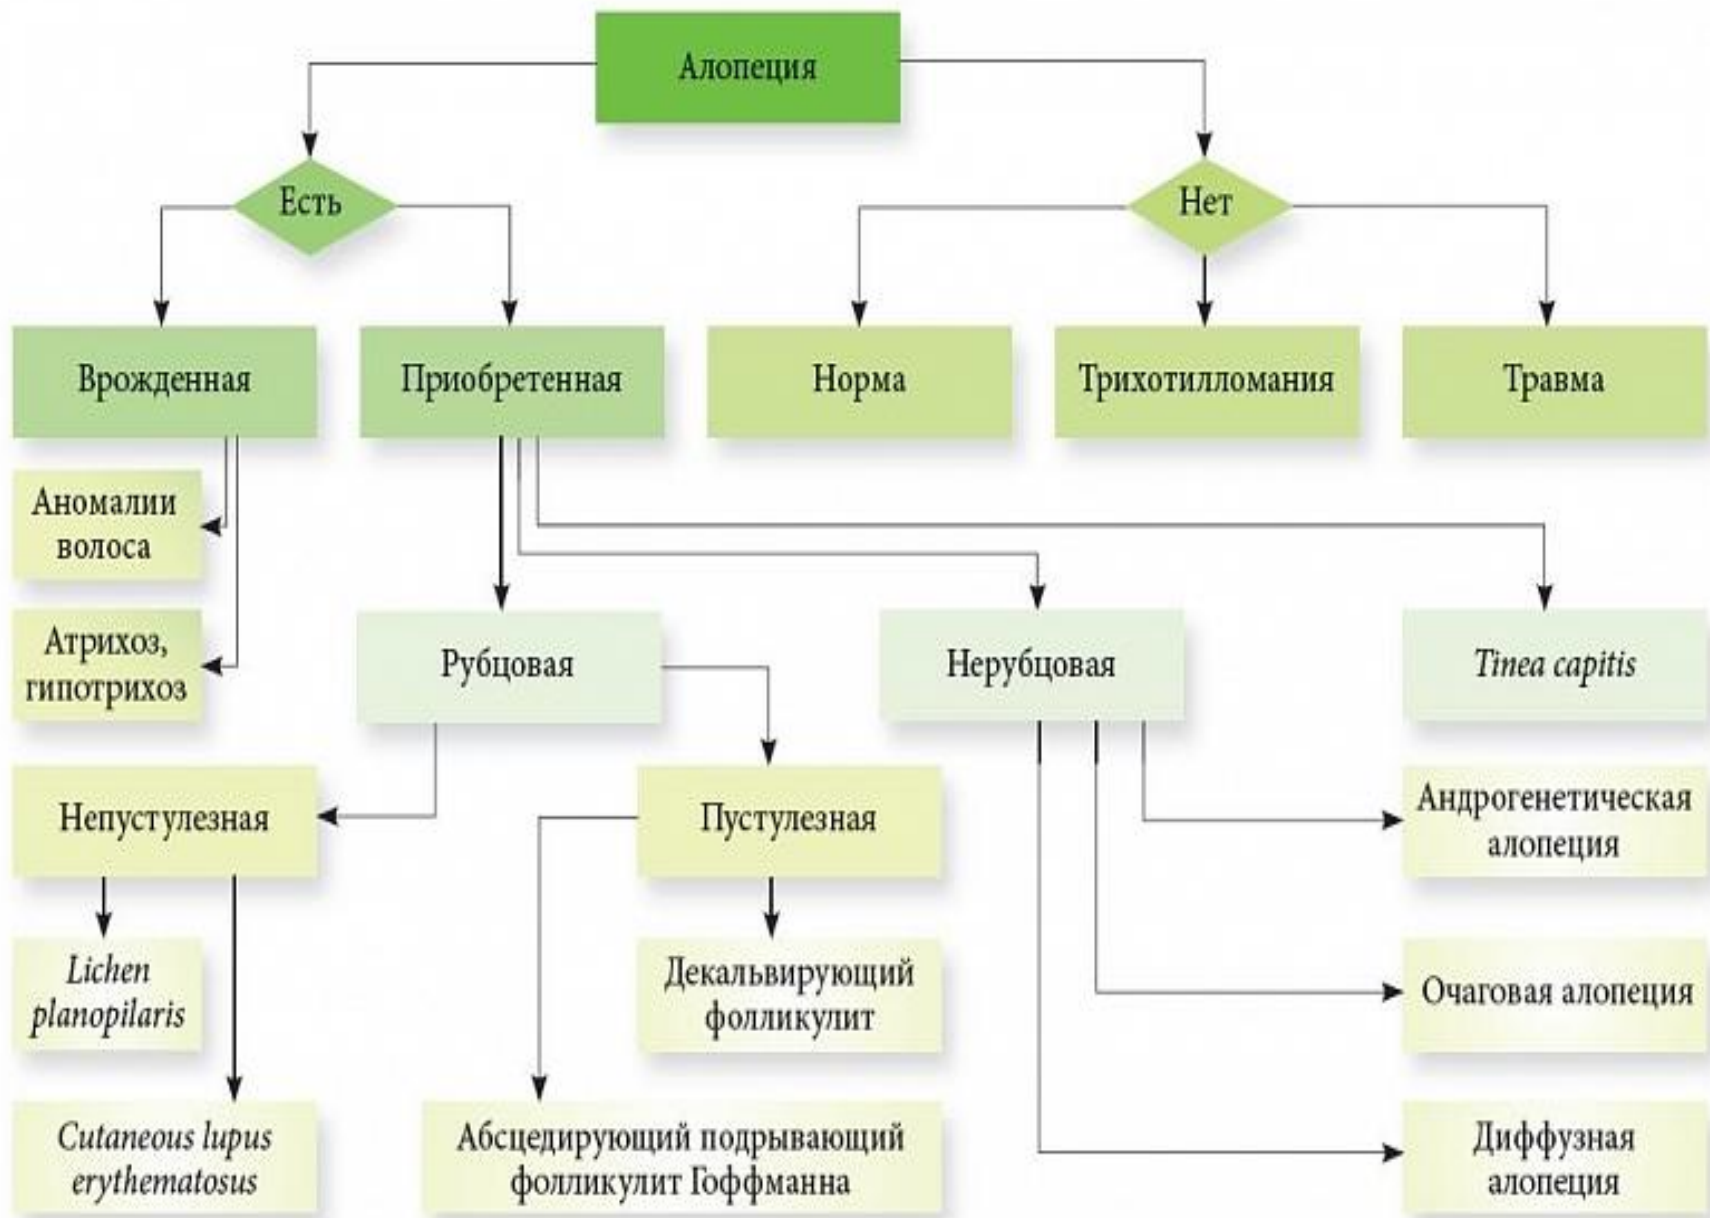 Алопеция
Есть
Нет
Врожденная
Приобретенная
Норма
Трихотилломания
Травма
Аномалии
волоса
Атрихоз,
гипотрихоз
Рубцовая
Нерубцовая
Tinea capitis
Непустулезная
Пустулезная
Андрогенетическая
алопеция
Lichen
planopilaris
Декальвирующий
фолликулит
Очаговая алопеция
Cutaneous lupus
erythematosus
Абсцедирующий подрывающий
фолликулит Гоффманна
Диффузная
алопеция